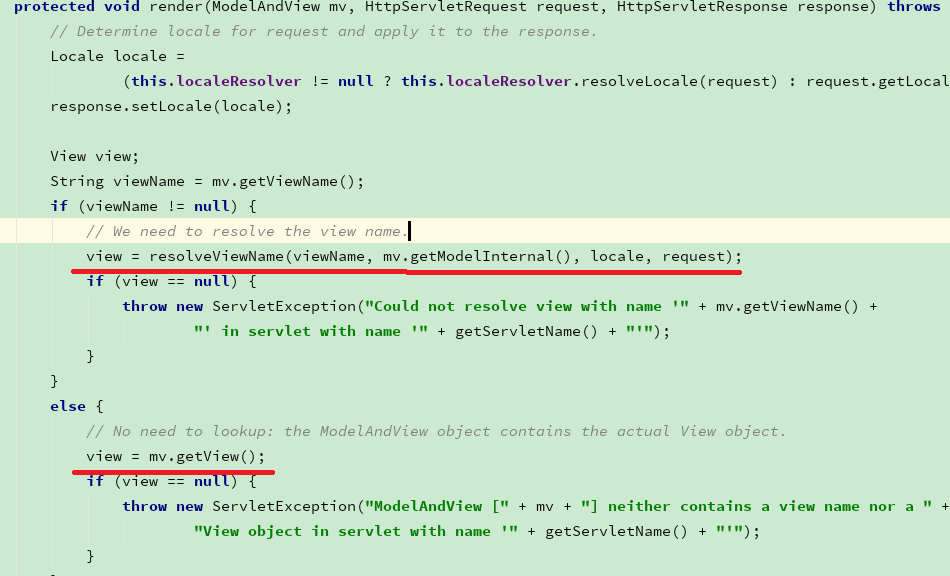 protected void render(ModelAndView mv, HttpServletRequest request, HttpServletResponse response) throws
// Determine locale for request and apply it to the response.
Locale locale =
(this.localeResolver != null ? this.localeResolver.resolveLocale(request) : request.getLocal
response.setLocale(locale);
View view;
String viewName = mv.getViewName();
if (viewName != null) {
// We need to resolve the view name.
view = resolveViewName(viewName, mv.getModelInternal(), locale, request);
if (view == null) {
throw new ServletException("Could not resolve view with name '" + mv.getViewName() +
"' in servlet with name '" + getServletName() + "'");
}
}
else {
// No need to lookup: the ModelAndView object contains the actual View object.
view = mv.getView();
if (view == null) {
throw new ServletException("ModelAndView [" + mv + "] neither contains a view name nor a " +
"View object in servlet with name '" + getServletName() + "'");
}